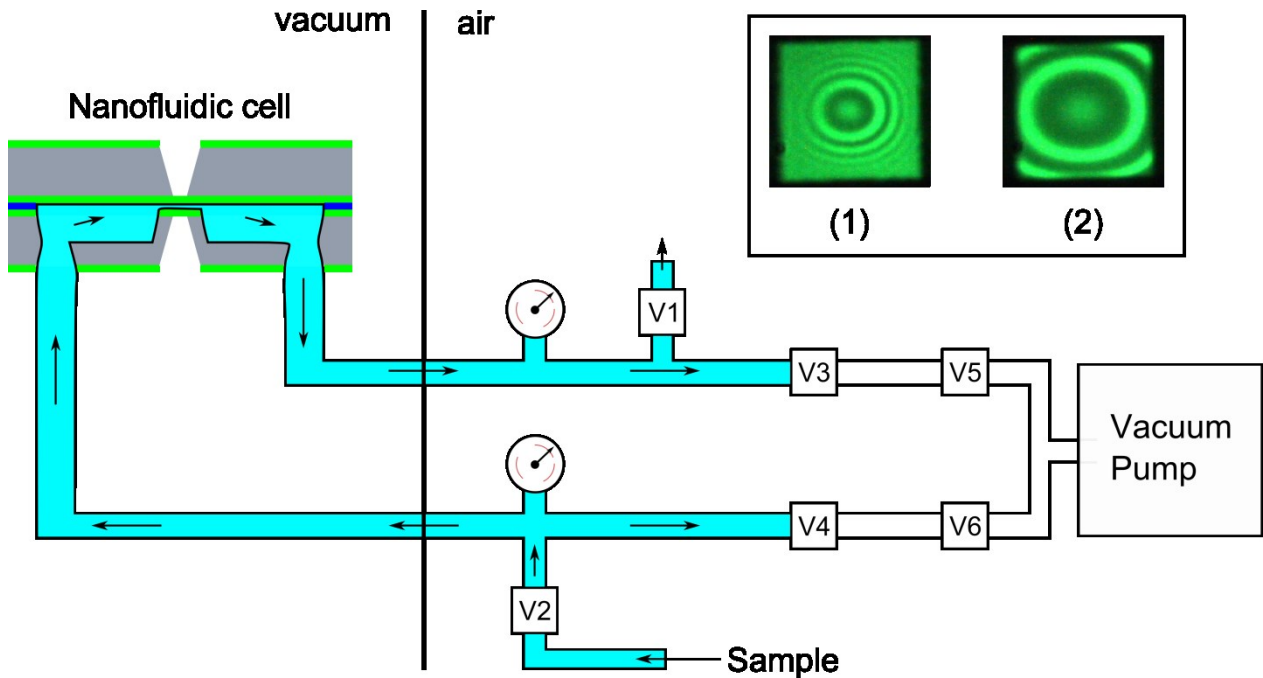 vacuum
air
Nanofluidic cell
(1)
(2)
V1
V3
V5
Vacuum
Pump
V4
V6
V2
Sample